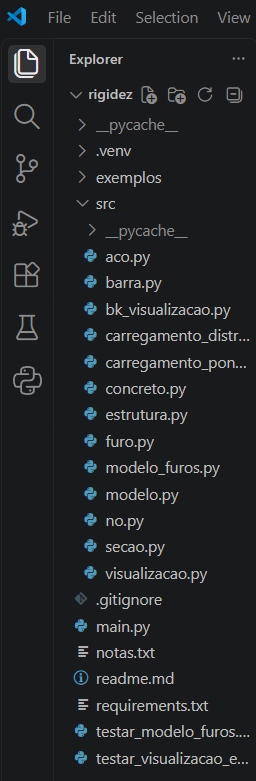 File Edit Selection View
Explorer ...
rigidez
__pycache__
.venv
exemplos
src
__pycache__
aco.py
barra.py
bk_visualizacao.py
carregamento_distr...
carregamento_pon...
concreto.py
estrutura.py
furo.py
modelo_furos.py
modelo.py
no.py
secao.py
visualizacao.py
.gitignore
main.py
notas.txt
readme.md
requirements.txt
testar_modelo_furos....
testar_visualizacao_e...